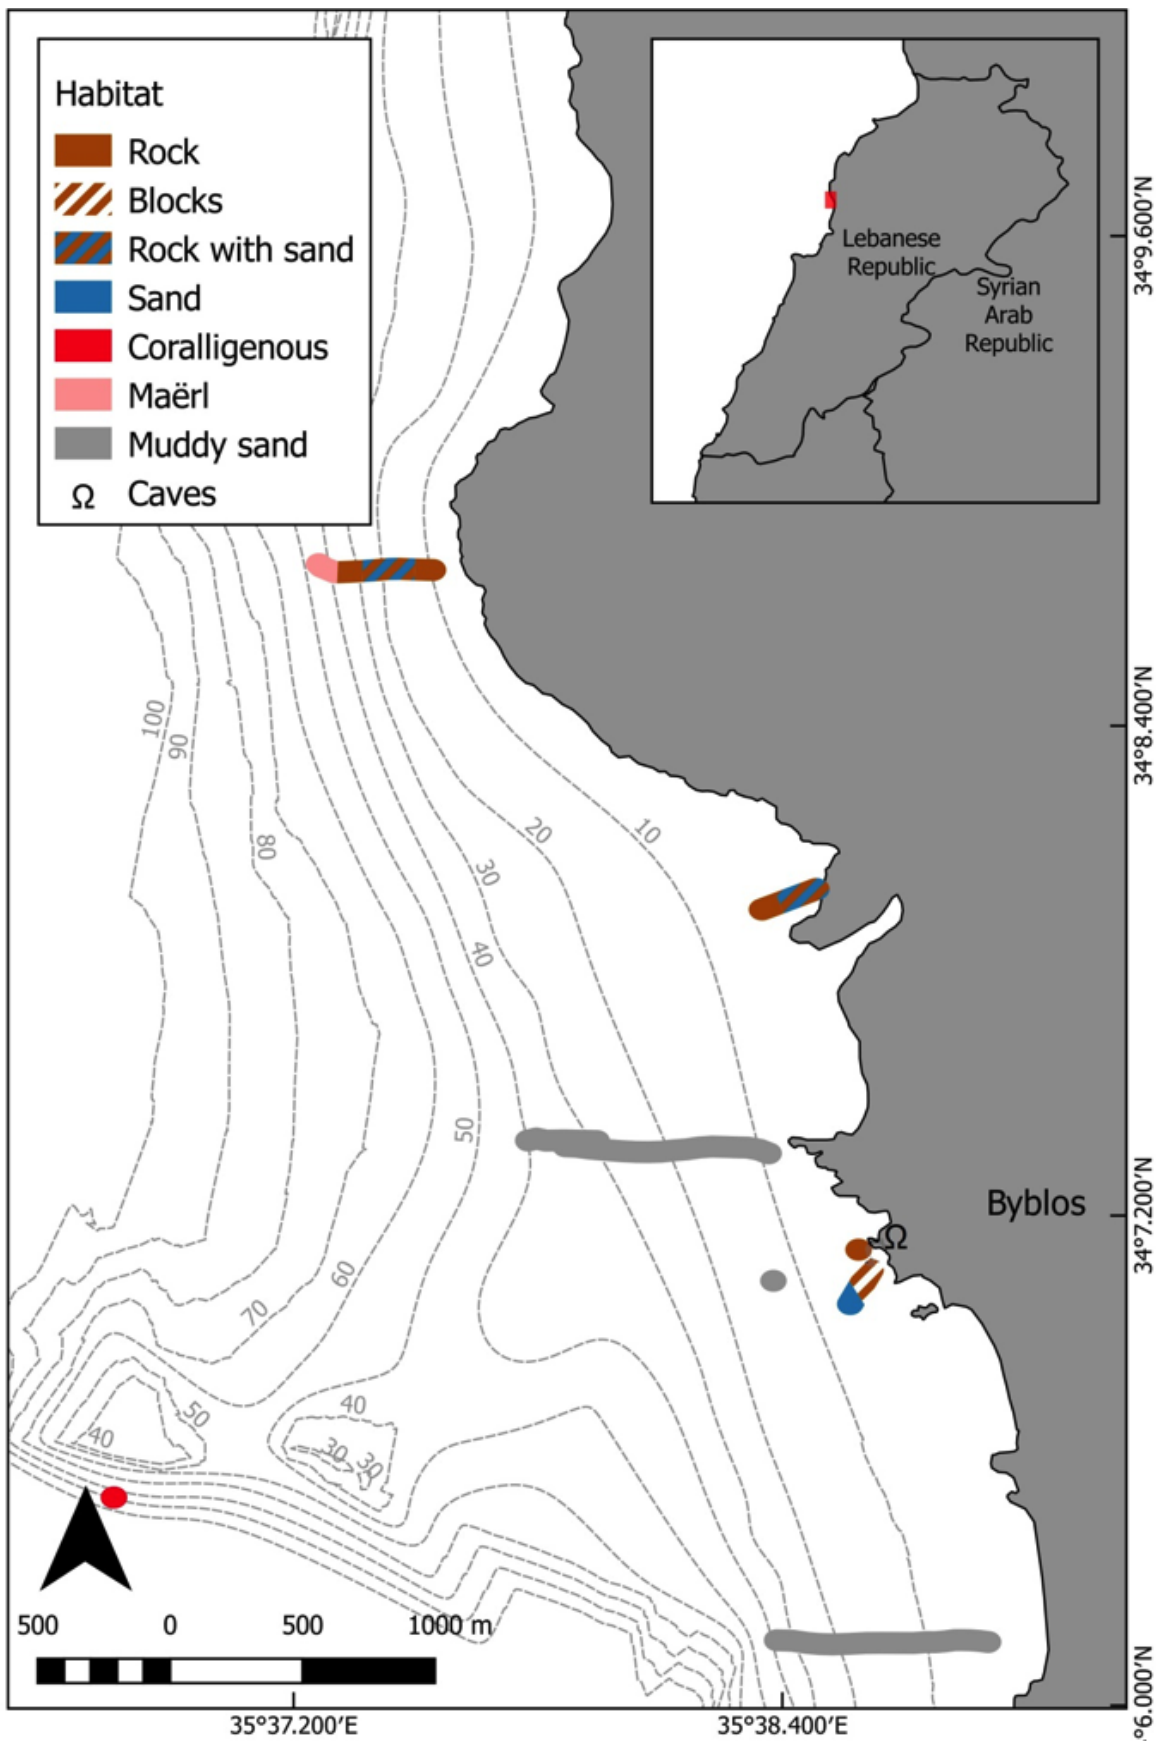 Habitat
Rock
Blocks
Rock with sand
Sand
Coralligenous
Maërl
Muddy sand
Ω Caves
Lebanese
Republic
Syrian
Arab
Republic
34°9.600'N
34°8.400'N
34°7.200'N
°6.000'N
100
90
80
20
10
30
40
50
60
70
Byblos
Ω
50
40
40
30
30
500 0 500 1000 m
35°37.200'E
35°38.400'E